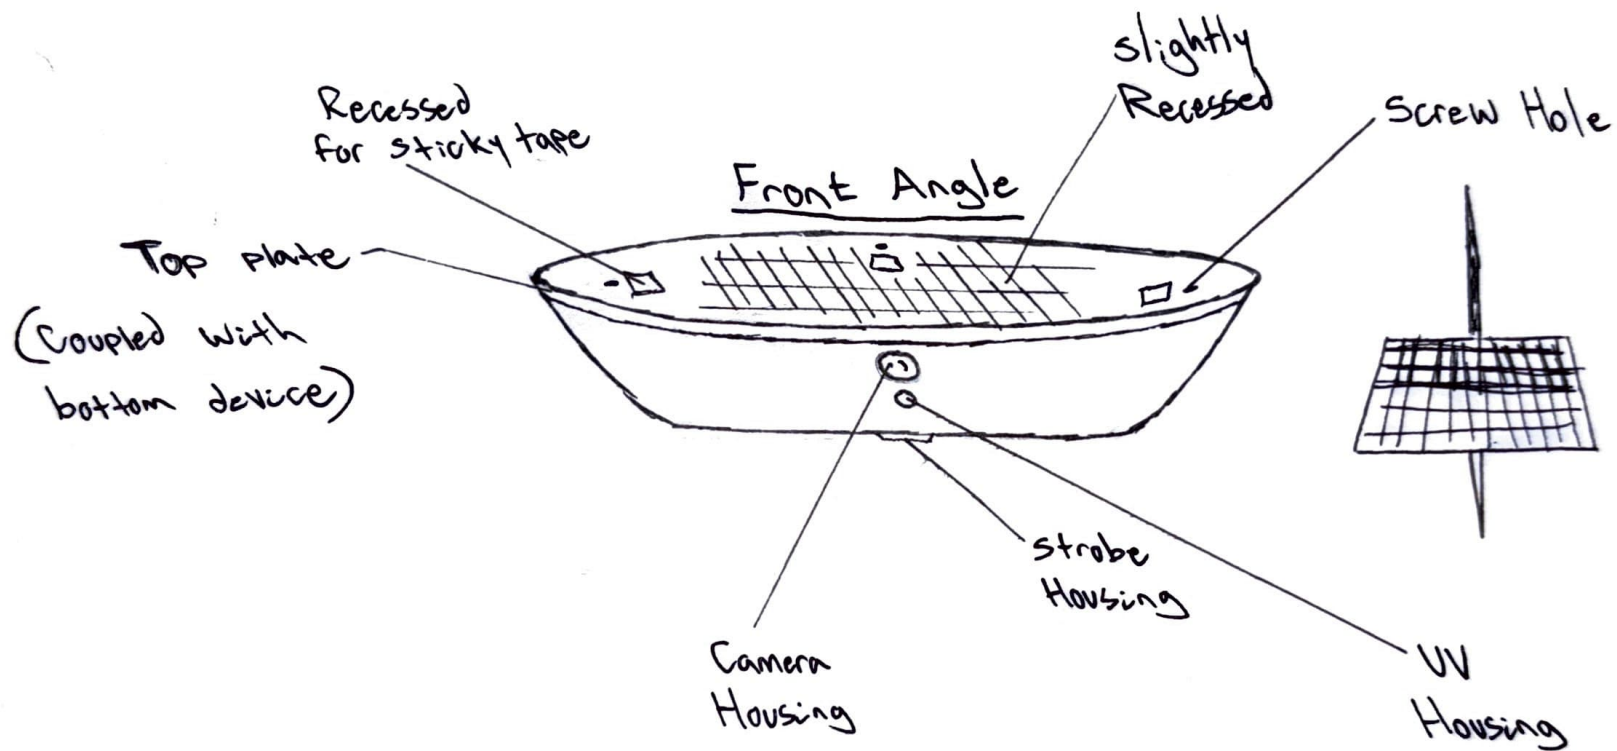 slightly
Recessed
Recessed
for sticky tape
Screw Hole
Front Angle
Top plate
(Coupled with
bottom device)
Strobe
Housing
Camera
Housing
UV
Housing